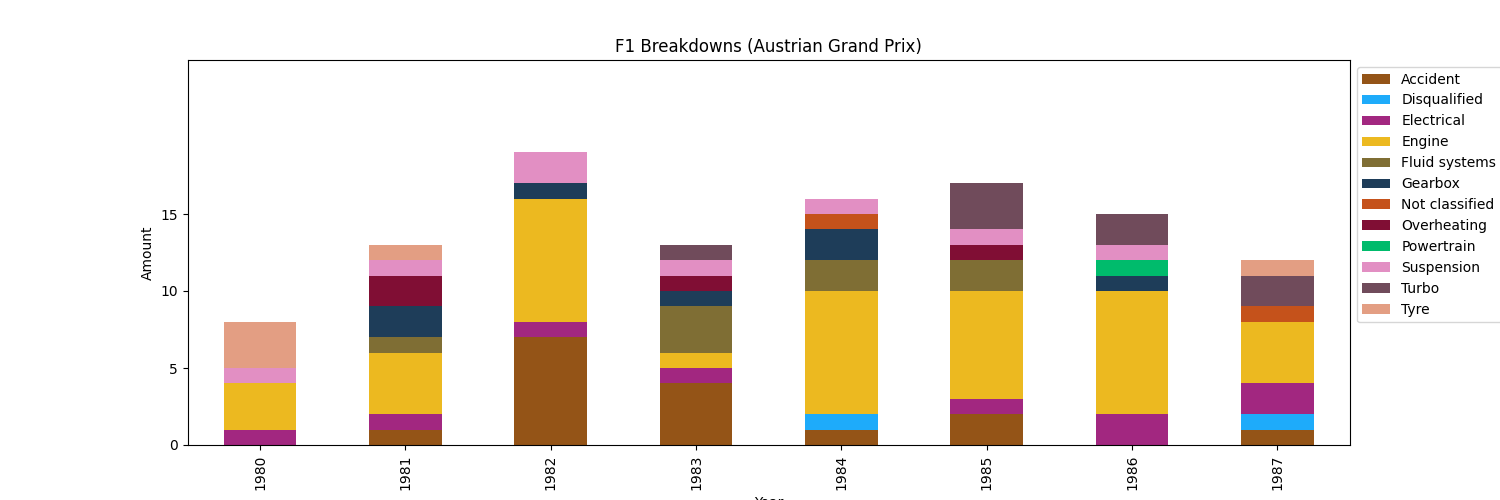 F1 Breakdowns (Austrian Grand Prix)
Amount
15
10
5
0
1980
1981
1982
1983
1984
1985
1986
1987
Accident
Disqualified
Electrical
Engine
Fluid systems
Gearbox
Not classified
Overheating
Powertrain
Suspension
Turbo
Tyre